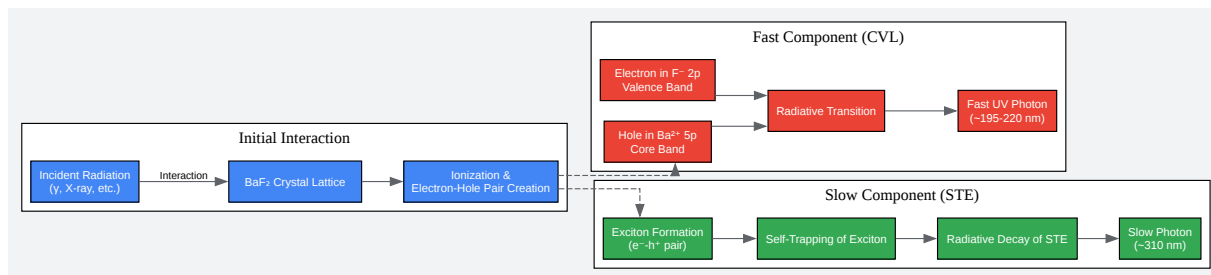 Fast Component (CVL)
Electron in F⁻ 2p
Valence Band
Radiative Transition
Fast UV Photon
(~195-220 nm)
Hole in Ba²⁺ 5p
Core Band
Initial Interaction
Incident Radiation
(γ, X-ray, etc.)
Interaction
BaF₂ Crystal Lattice
Ionization &
Electron-Hole Pair Creation
Slow Component (STE)
Exciton Formation
(e⁻-h⁺ pair)
Self-Trapping of Exciton
Radiative Decay of STE
Slow Photon
(~310 nm)